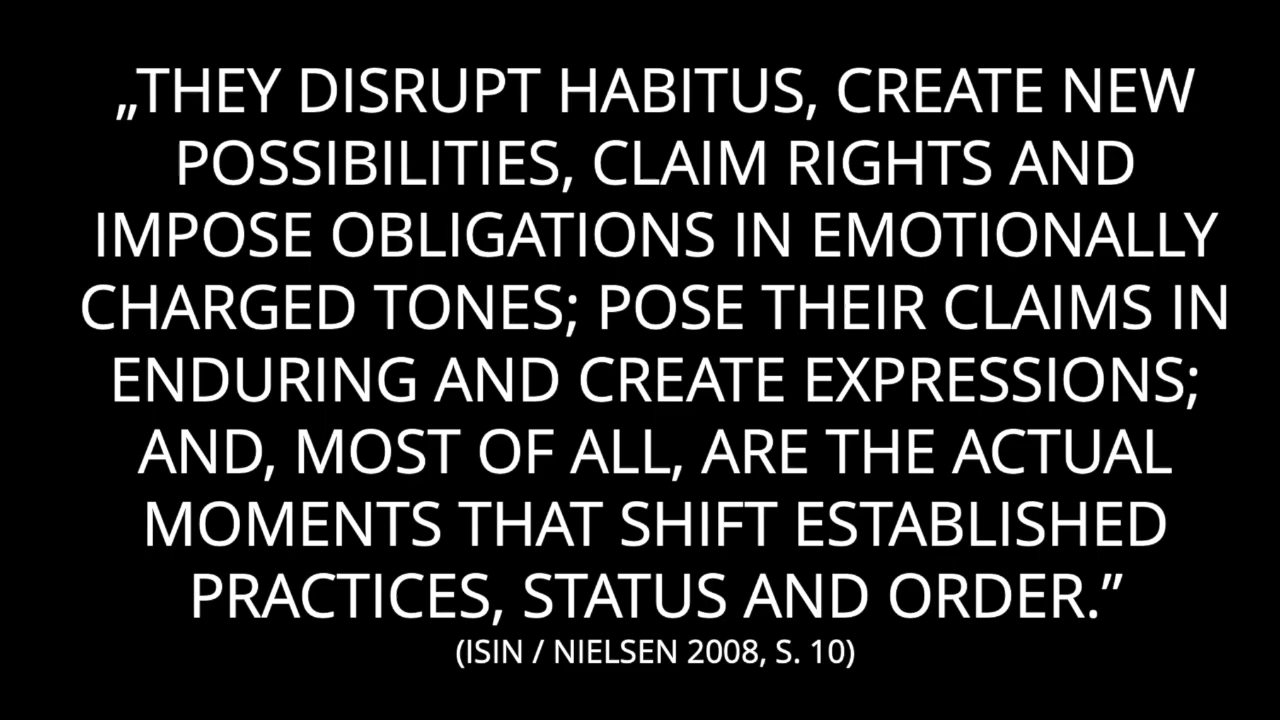 „THEY DISRUPT HABITUS, CREATE NEW
POSSIBILITIES, CLAIM RIGHTS AND
IMPOSE OBLIGATIONS IN EMOTIONALLY
CHARGED TONES; POSE THEIR CLAIMS IN
ENDURING AND CREATE EXPRESSIONS;
AND, MOST OF ALL, ARE THE ACTUAL
MOMENTS THAT SHIFT ESTABLISHED
PRACTICES, STATUS AND ORDER.”
(ISIN / NIELSEN 2008, S. 10)